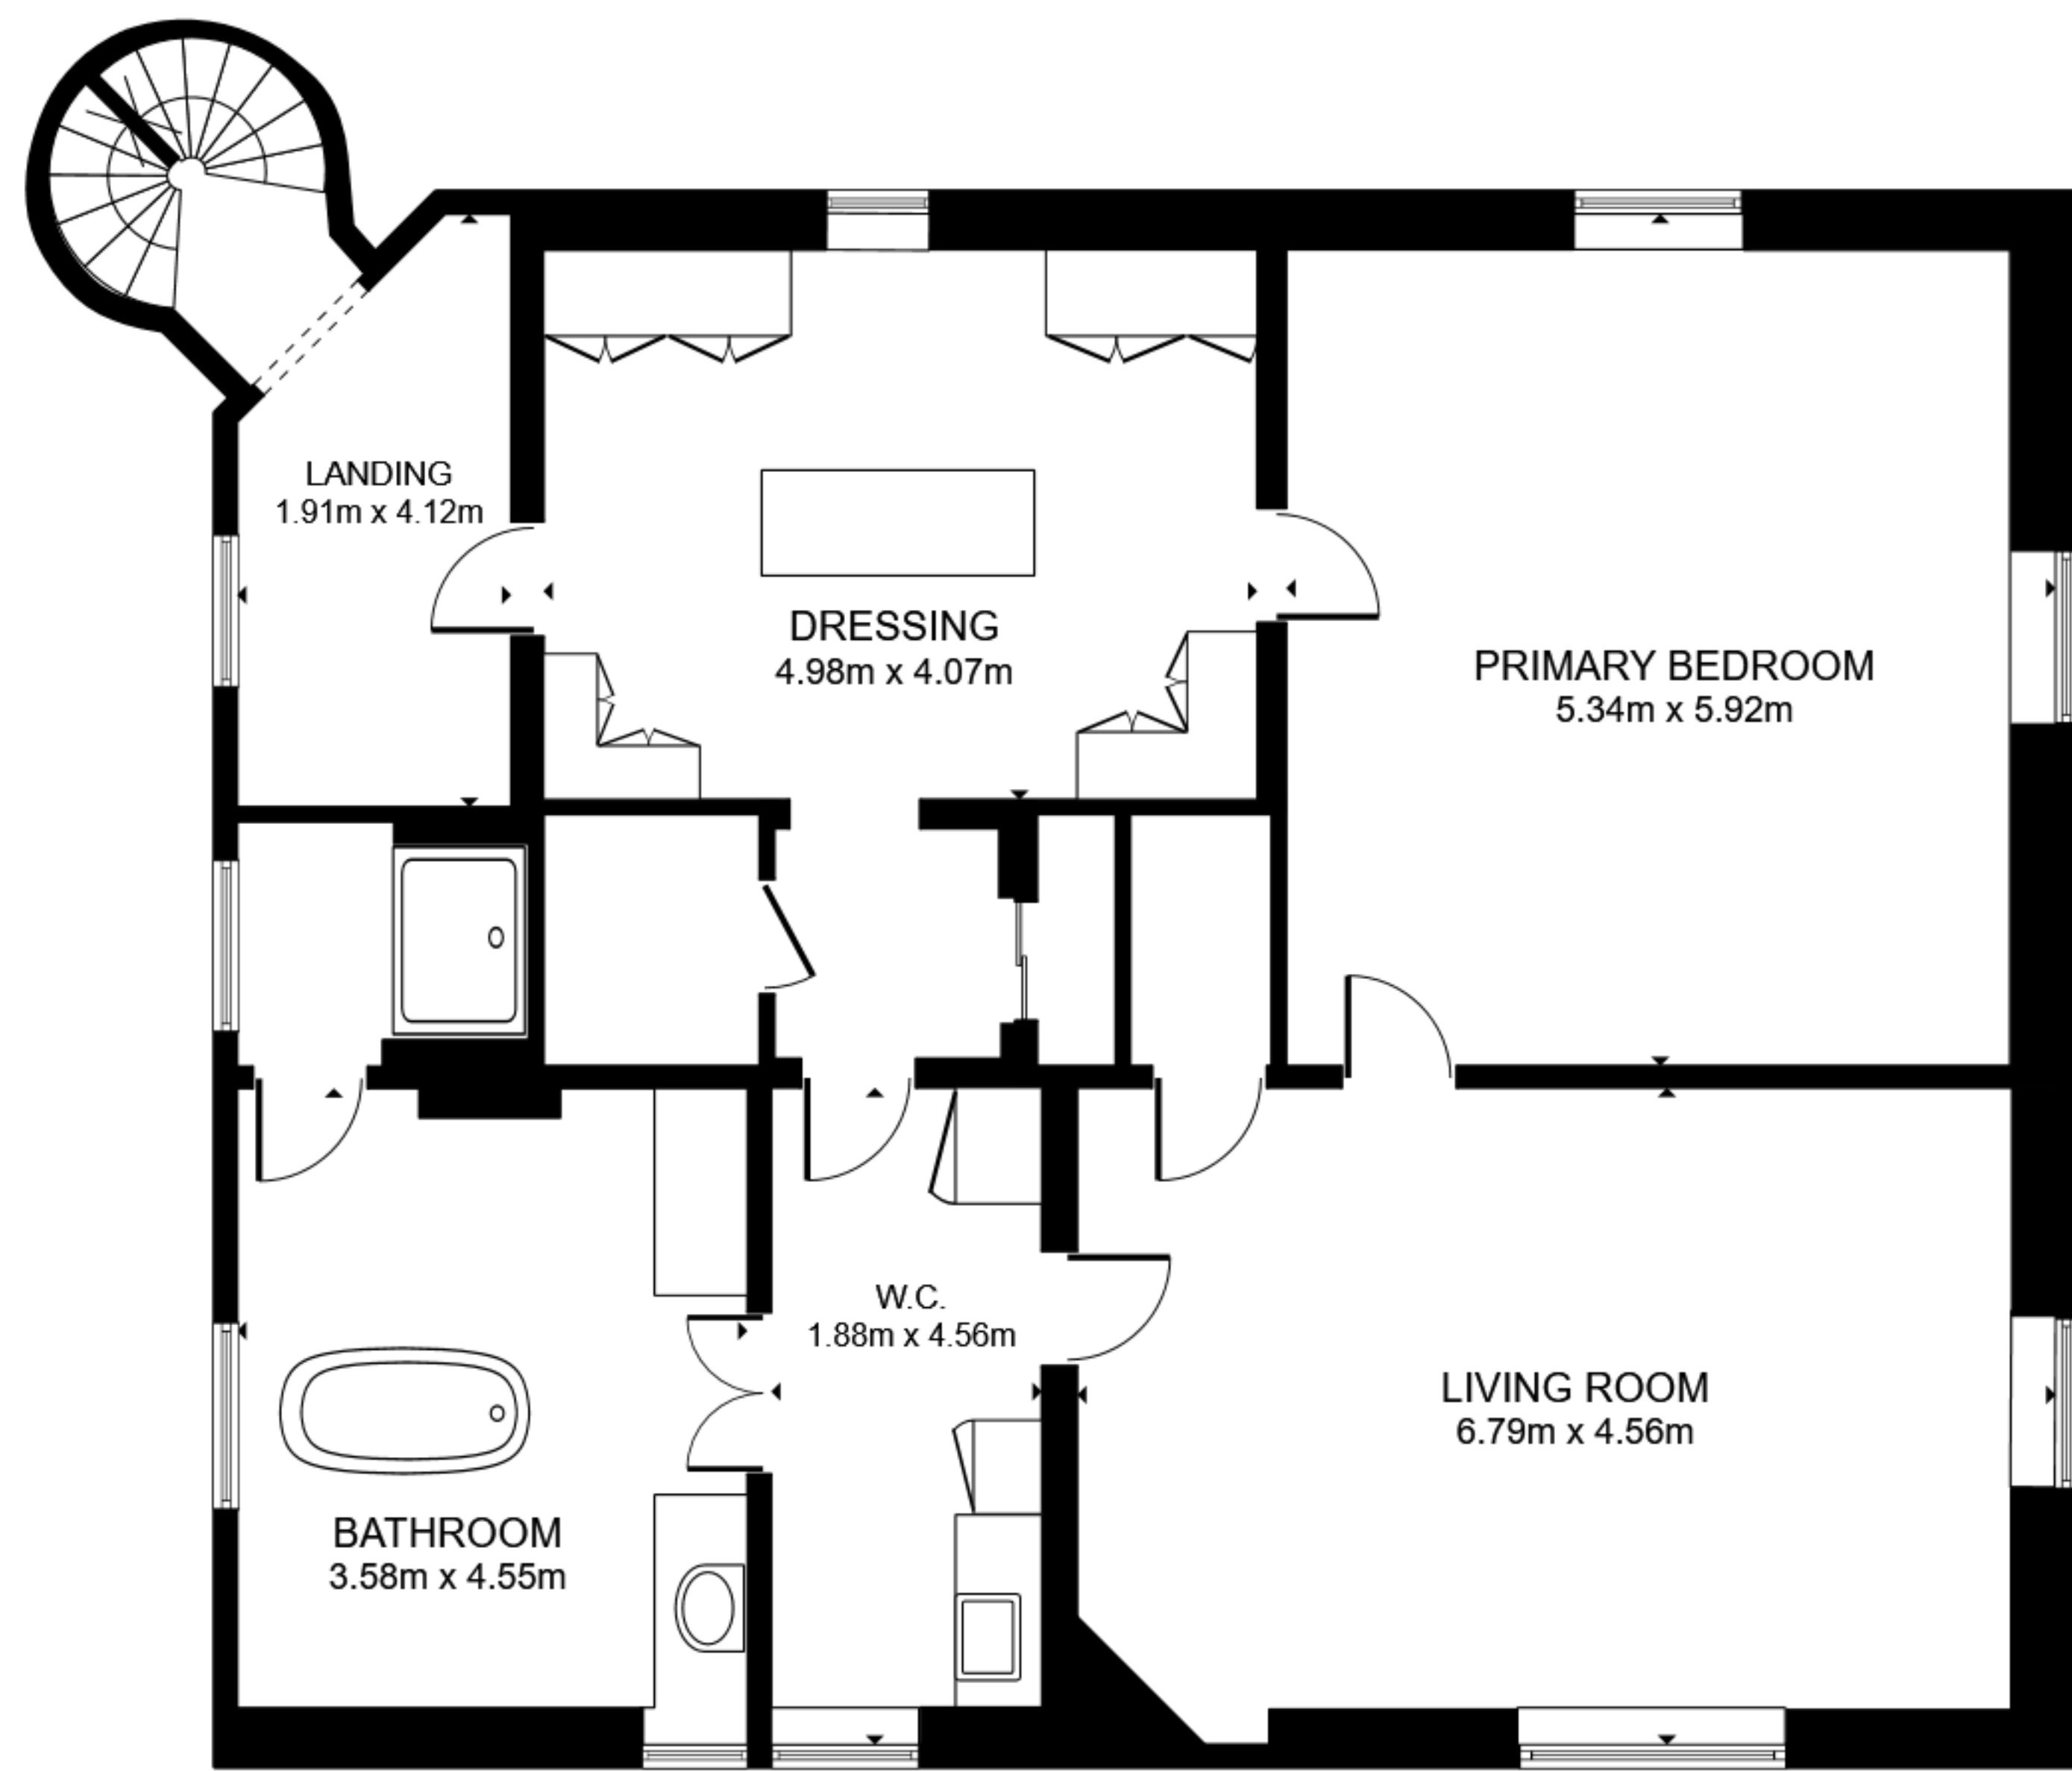 LANDING
1.91m x 4.12m
DRESSING
4.98m x 4.07m
PRIMARY BEDROOM
5.34m x 5.92m
W.C.
1.88m x 4.56m
LIVING ROOM
6.79m x 4.56m
BATHROOM
3.58m x 4.55m